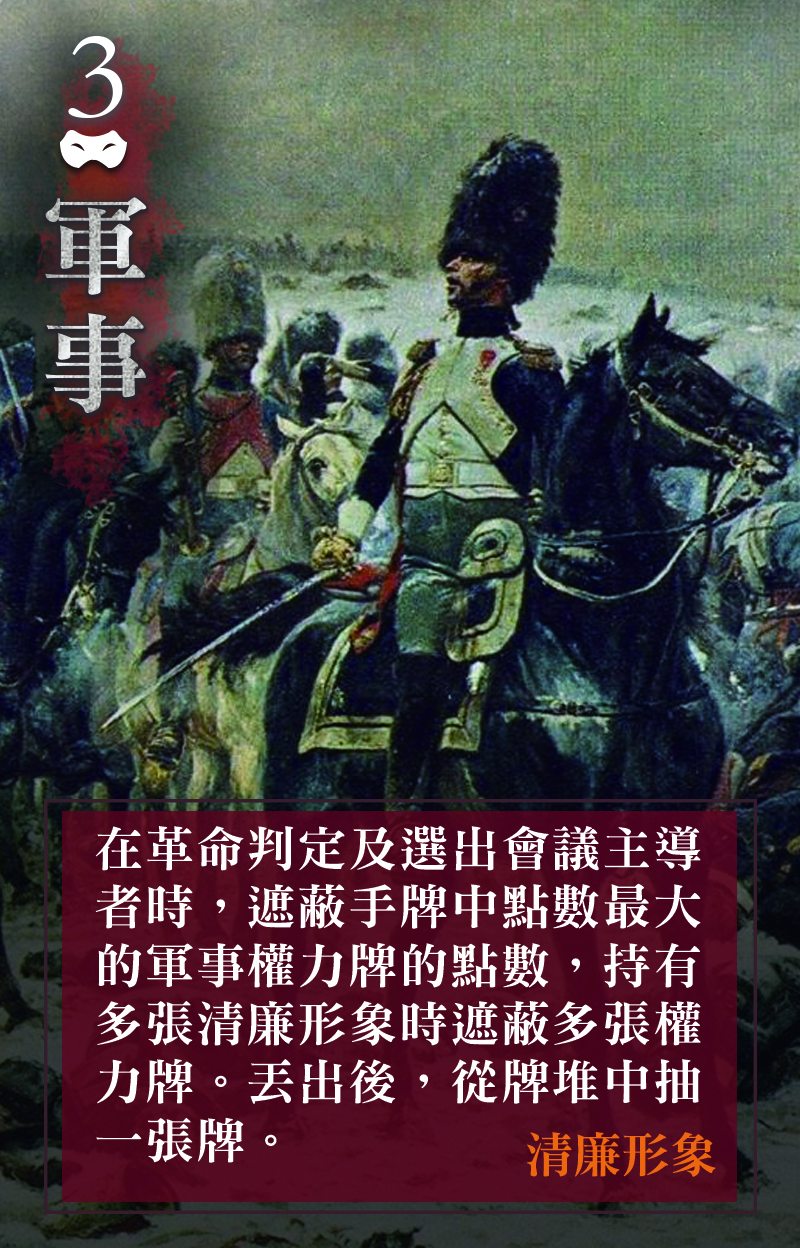 3
軍事
在革命判定及選出會議主導
者時，遮蔽手牌中點數最大
的軍事權力牌的點數，持有
多張清廉形象時遮蔽多張權
力牌。丟出後，從牌堆中抽
一張牌。
清廉形象